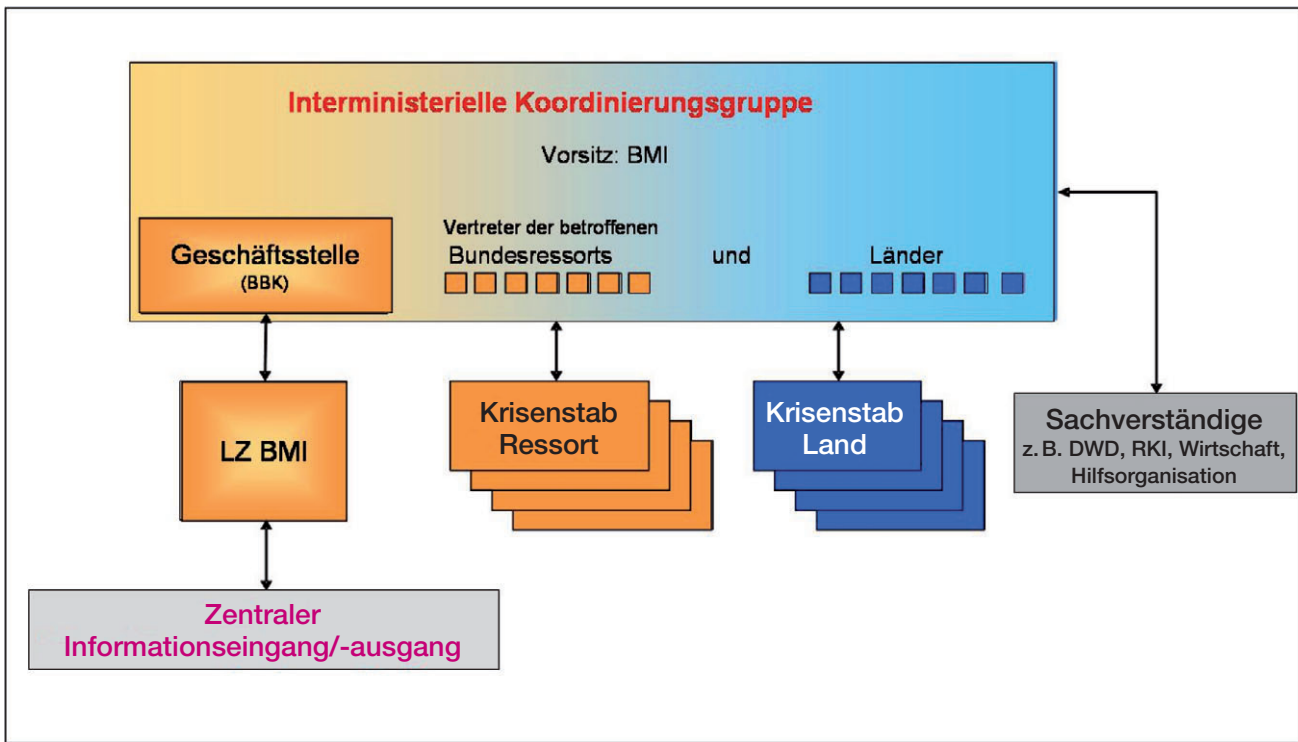 Interministerielle Koordinierungsgruppe
Vorsitz: BMI
Geschäftsstelle
(BBK)
Vertreter der betroffenen
Bundesressorts und Länder
LZ BMI
Krisenstab
Ressort
Krisenstab
Land
Sachverständige
z. B. DWD, RKI, Wirtschaft,
Hilfsorganisation
Zentraler
Informationseingang/-ausgang